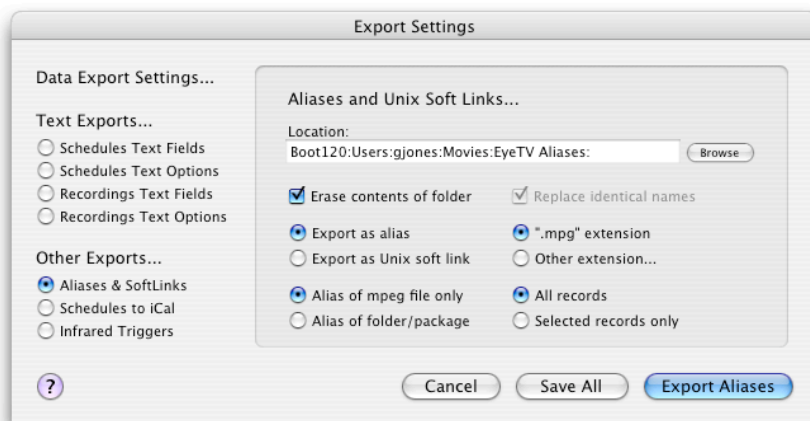 Export Settings
Data Export Settings...
Text Exports...
Schedules Text Fields
Schedules Text Options
Recordings Text Fields
Recordings Text Options
Other Exports...
Aliases & SoftLinks
Schedules to iCal
Infrared Triggers
Aliases and Unix Soft Links...
Location:
Boot120:Users:gjones:Movies:EyeTV Aliases:
Browse
Erase contents of folder
Replace identical names
Export as alias
".mpg" extension
Export as Unix soft link
Other extension...
Alias of mpeg file only
All records
Alias of folder/package
Selected records only
?
Cancel
Save All
Export Aliases